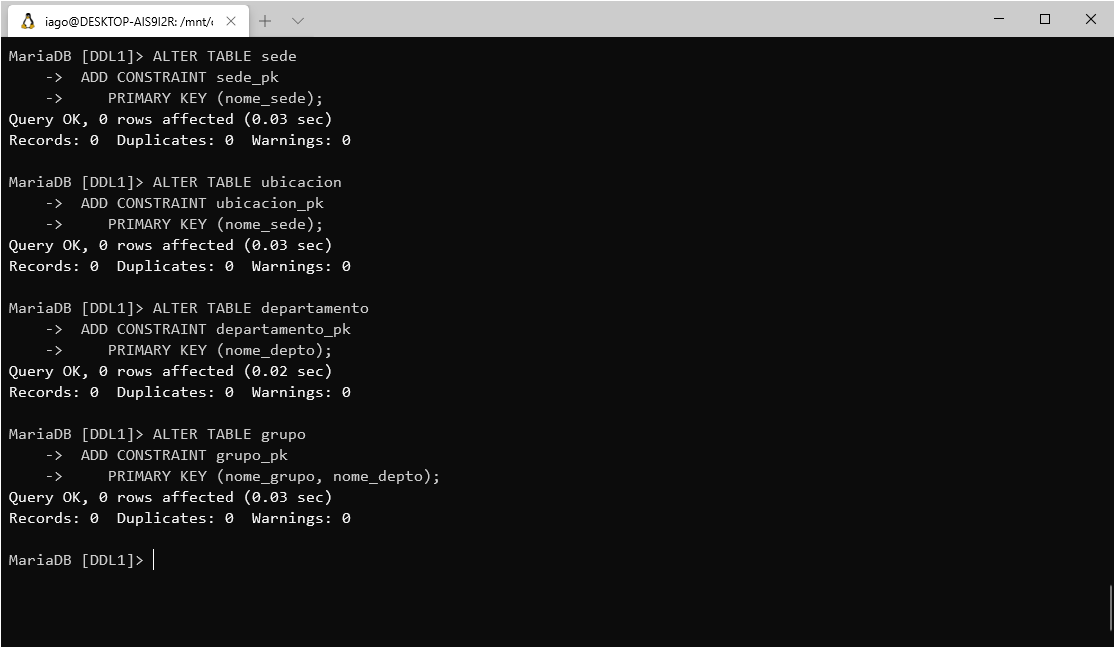 iago@DESKTOP-AIS9I2R: /mnt/
MariaDB [DDL1]> ALTER TABLE sede
    ->  ADD CONSTRAINT sede_pk
    ->     PRIMARY KEY (nome_sede);
Query OK, 0 rows affected (0.03 sec)
Records: 0  Duplicates: 0  Warnings: 0
MariaDB [DDL1]> ALTER TABLE ubicacion
    ->  ADD CONSTRAINT ubicacion_pk
    ->     PRIMARY KEY (nome_sede);
Query OK, 0 rows affected (0.03 sec)
Records: 0  Duplicates: 0  Warnings: 0
MariaDB [DDL1]> ALTER TABLE departamento
    ->  ADD CONSTRAINT departamento_pk
    ->     PRIMARY KEY (nome_depto);
Query OK, 0 rows affected (0.02 sec)
Records: 0  Duplicates: 0  Warnings: 0
MariaDB [DDL1]> ALTER TABLE grupo
    ->  ADD CONSTRAINT grupo_pk
    ->     PRIMARY KEY (nome_grupo, nome_depto);
Query OK, 0 rows affected (0.03 sec)
Records: 0  Duplicates: 0  Warnings: 0
MariaDB [DDL1]>